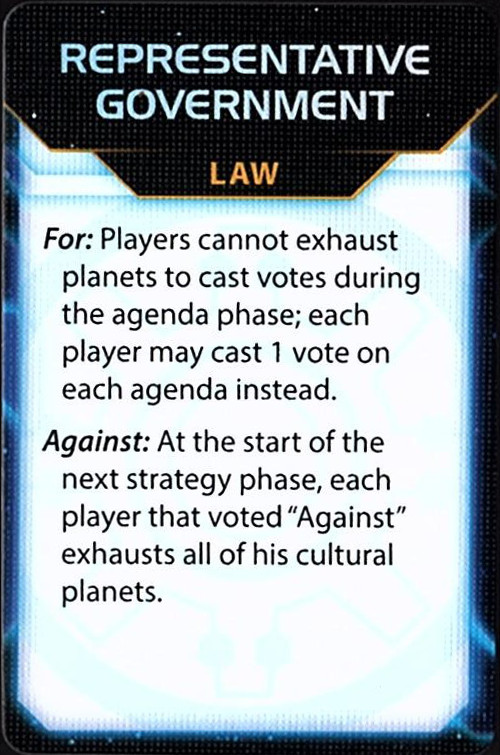 REPRESENTATIVE
GOVERNMENT
LAW
For: Players cannot exhaust
planets to cast votes during
the agenda phase; each
player may cast 1 vote on
each agenda instead.
Against: At the start of the
next strategy phase, each
player that voted “Against”
exhausts all of his cultural
planets.